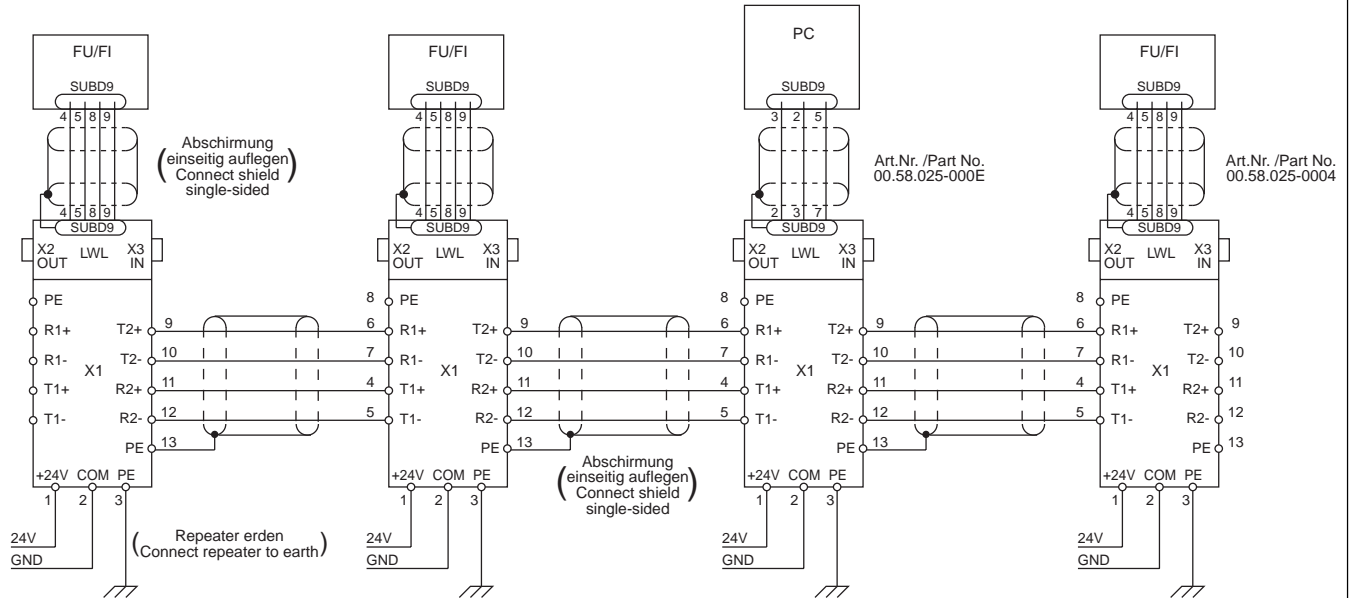 FU/FI
SUBD9
4 5 8 9
Abschirmung
(einseitig auflegen)
Connect shield
single-sided
4 5 8 9
SUBD9
X2 LWL X3
OUT IN
PE
R1+ T2+ 9
R1- T2- 10
X1
T1+ R2+ 11
T1- R2- 12
PE 13
+24V COM PE
1 2 3
24V
GND
(Repeater erden
Connect repeater to earth)
FU/FI
SUBD9
4 5 8 9
4 5 8 9
SUBD9
X2 LWL X3
OUT IN
8 PE
6 R1+ T2+ 9
7 R1- T2- 10
X1
4 T1+ R2+ 11
5 T1- R2- 12
PE 13
+24V COM PE
1 2 3
24V
GND
Abschirmung
(einseitig auflegen)
Connect shield
single-sided
PC
SUBD9
3 2 5
Art.Nr. /Part No.
00.58.025-000E
2 3 7
SUBD9
X2 LWL X3
OUT IN
8 PE
6 R1+ T2+ 9
7 R1- T2- 10
X1
4 T1+ R2+ 11
5 T1- R2- 12
PE 13
+24V COM PE
1 2 3
24V
GND
FU/FI
SUBD9
4 5 8 9
Art.Nr. /Part No.
00.58.025-0004
4 5 8 9
SUBD9
X2 LWL X3
OUT IN
8 PE
6 R1+ T2+ 9
7 R1- T2- 10
X1
4 T1+ R2+ 11
5 T1- R2- 12
PE 13
+24V COM PE
1 2 3
24V
GND